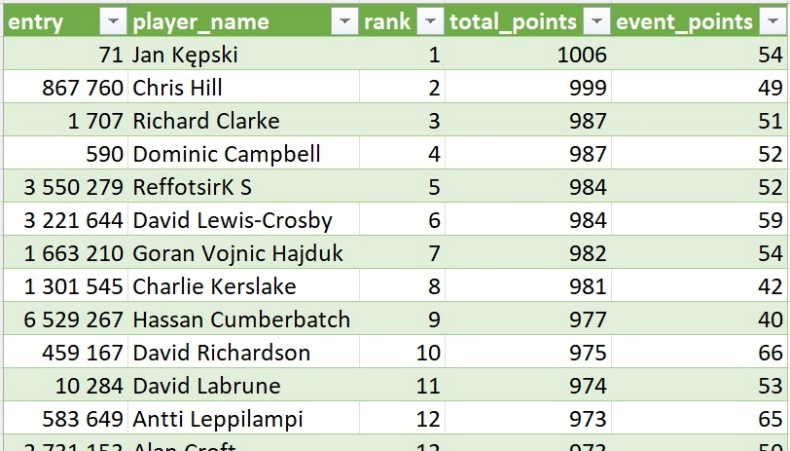 entry player_name rank total_points event_points
71 Jan Kępski 1 1006 54
867 760 Chris Hill 2 999 49
1 707 Richard Clarke 3 987 51
590 Dominic Campbell 4 987 52
3 550 279 ReffotsirK S 5 984 52
3 221 644 David Lewis-Crosby 6 984 59
1 663 210 Goran Vojnic Hajduk 7 982 54
1 301 545 Charlie Kerslake 8 981 42
6 529 267 Hassan Cumberbatch 9 977 40
459 167 David Richardson 10 975 66
10 284 David Labrune 11 974 53
583 649 Antti Leppilampi 12 973 65
Alan Croft